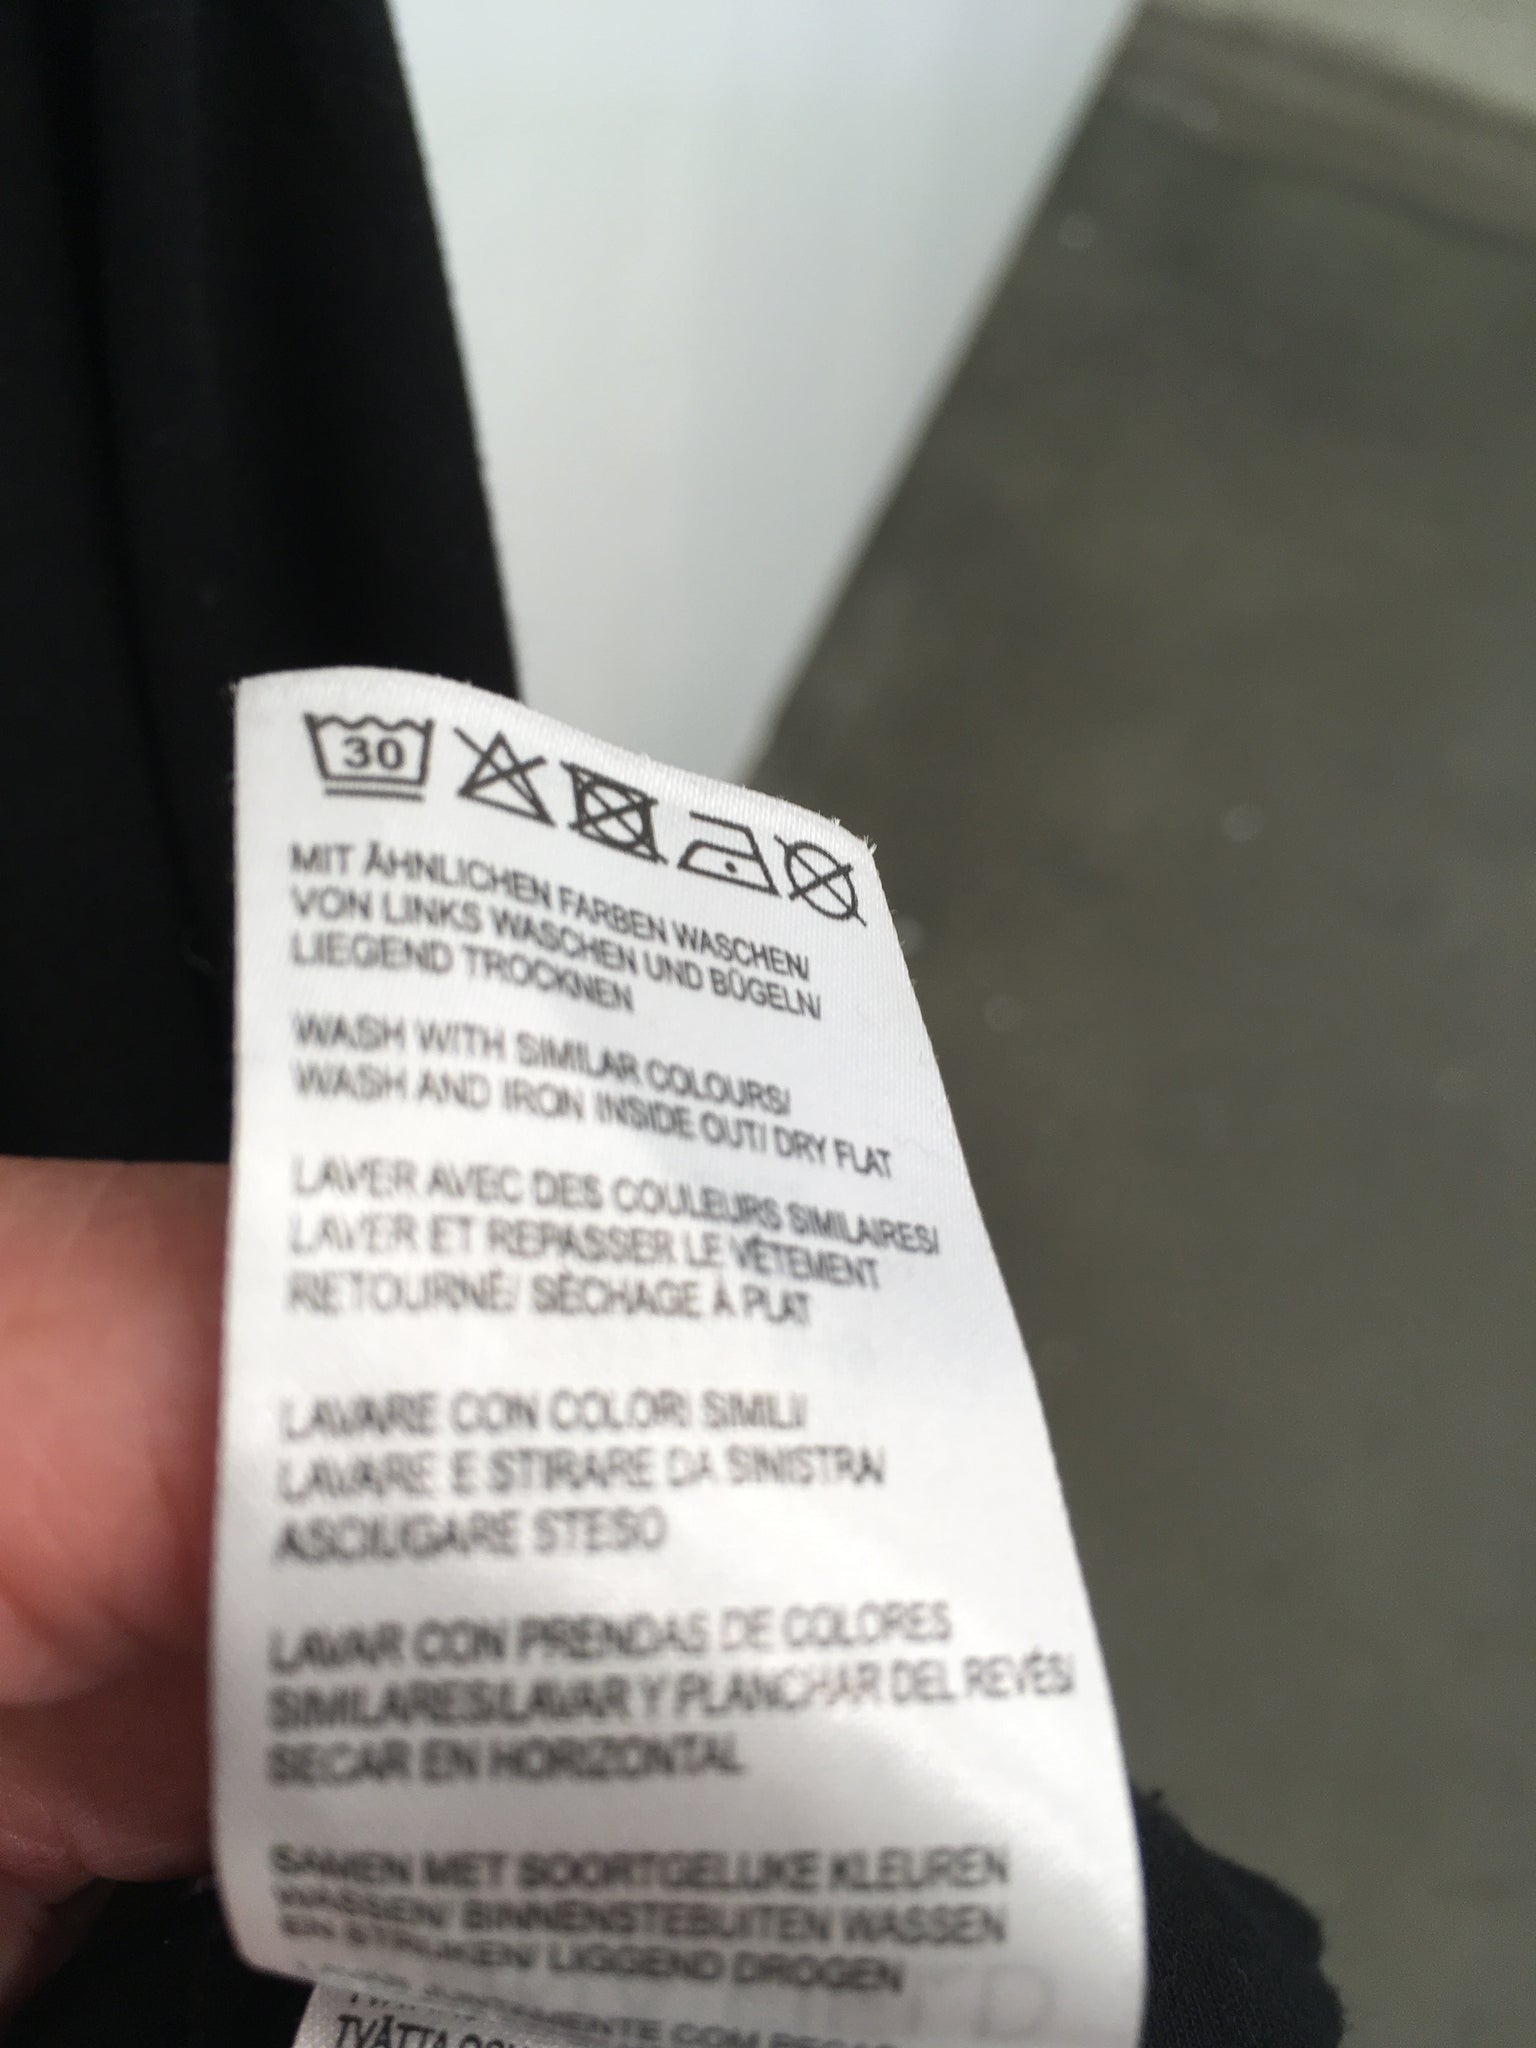 30
MIT ÄHNLICHEN FARBEN WASCHEN/
VON LINKS WASCHEN UND BÜGELN/
LIEGEND TROCKNEN
WASH WITH SIMILAR COLOURS/
WASH AND IRON INSIDE OUT/ DRY FLAT
LAVER AVEC DES COULEURS SIMILAIRES/
LAVER ET REPASSER LE VÊTEMENT
RETOURNÉ/ SÉCHAGE À PLAT
LAVARE CON COLORI SIMILI/
LAVARE E STIRARE DA SINISTRA/
ASCIUGARE STESO
LAVAR CON PRENDAS DE COLORES
SIMILARES/LAVAR Y PLANCHAR DEL REVÉS/
SECAR EN HORIZONTAL
SAMEN MET SOORTGELIJKE KLEUREN
WASSEN/ BINNENSTEBUITEN WASSEN
EN STRIJKEN/ LIGGEND DROGEN
COM
TVÄTTA